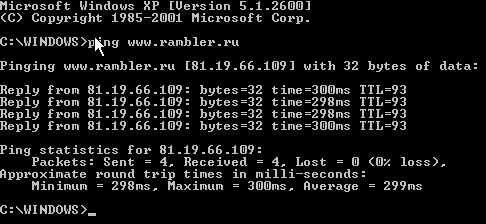 Microsoft Windows XP [Version 5.1.2600]
(C) Copyright 1985-2001 Microsoft Corp.
C:\WINDOWS>ping www.rambler.ru
Pinging www.rambler.ru [81.19.66.109] with 32 bytes of data:
Reply from 81.19.66.109: bytes=32 time=300ms TTL=93
Reply from 81.19.66.109: bytes=32 time=298ms TTL=93
Reply from 81.19.66.109: bytes=32 time=298ms TTL=93
Reply from 81.19.66.109: bytes=32 time=300ms TTL=93
Ping statistics for 81.19.66.109:
Packets: Sent = 4, Received = 4, Lost = 0 (0% loss),
Approximate round trip times in milli-seconds:
Minimum = 298ms, Maximum = 300ms, Average = 299ms
C:\WINDOWS>_